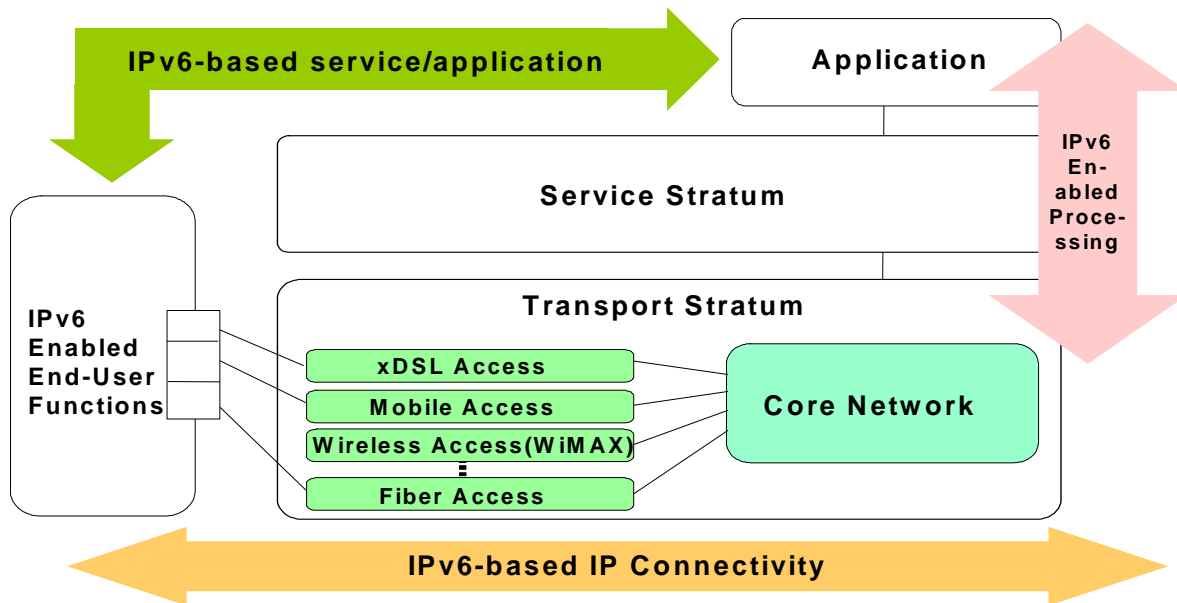 IPv6-based service/application
Application
IPv6
En-
abled
Proce-
ssing
Service Stratum
Transport Stratum
IPv6
Enabled
End-User
Functions
xDSL Access
Mobile Access
Wireless Access(WiMAX)
Fiber Access
Core Network
IPv6-based IP Connectivity